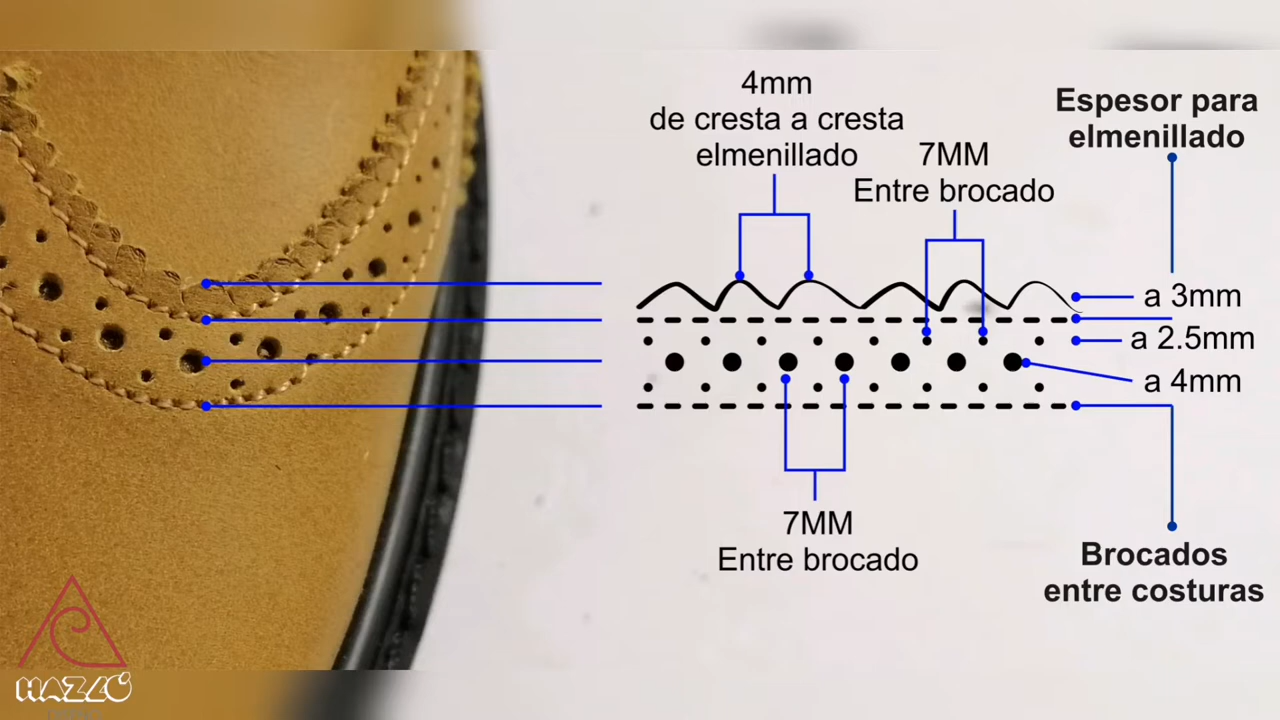 4mm
de cresta a cresta
elmenillado
7MM
Entre brocado
Espesor para
elmenillado
a 3mm
a 2.5mm
a 4mm
7MM
Entre brocado
Brocados
entre costuras
HAZLO